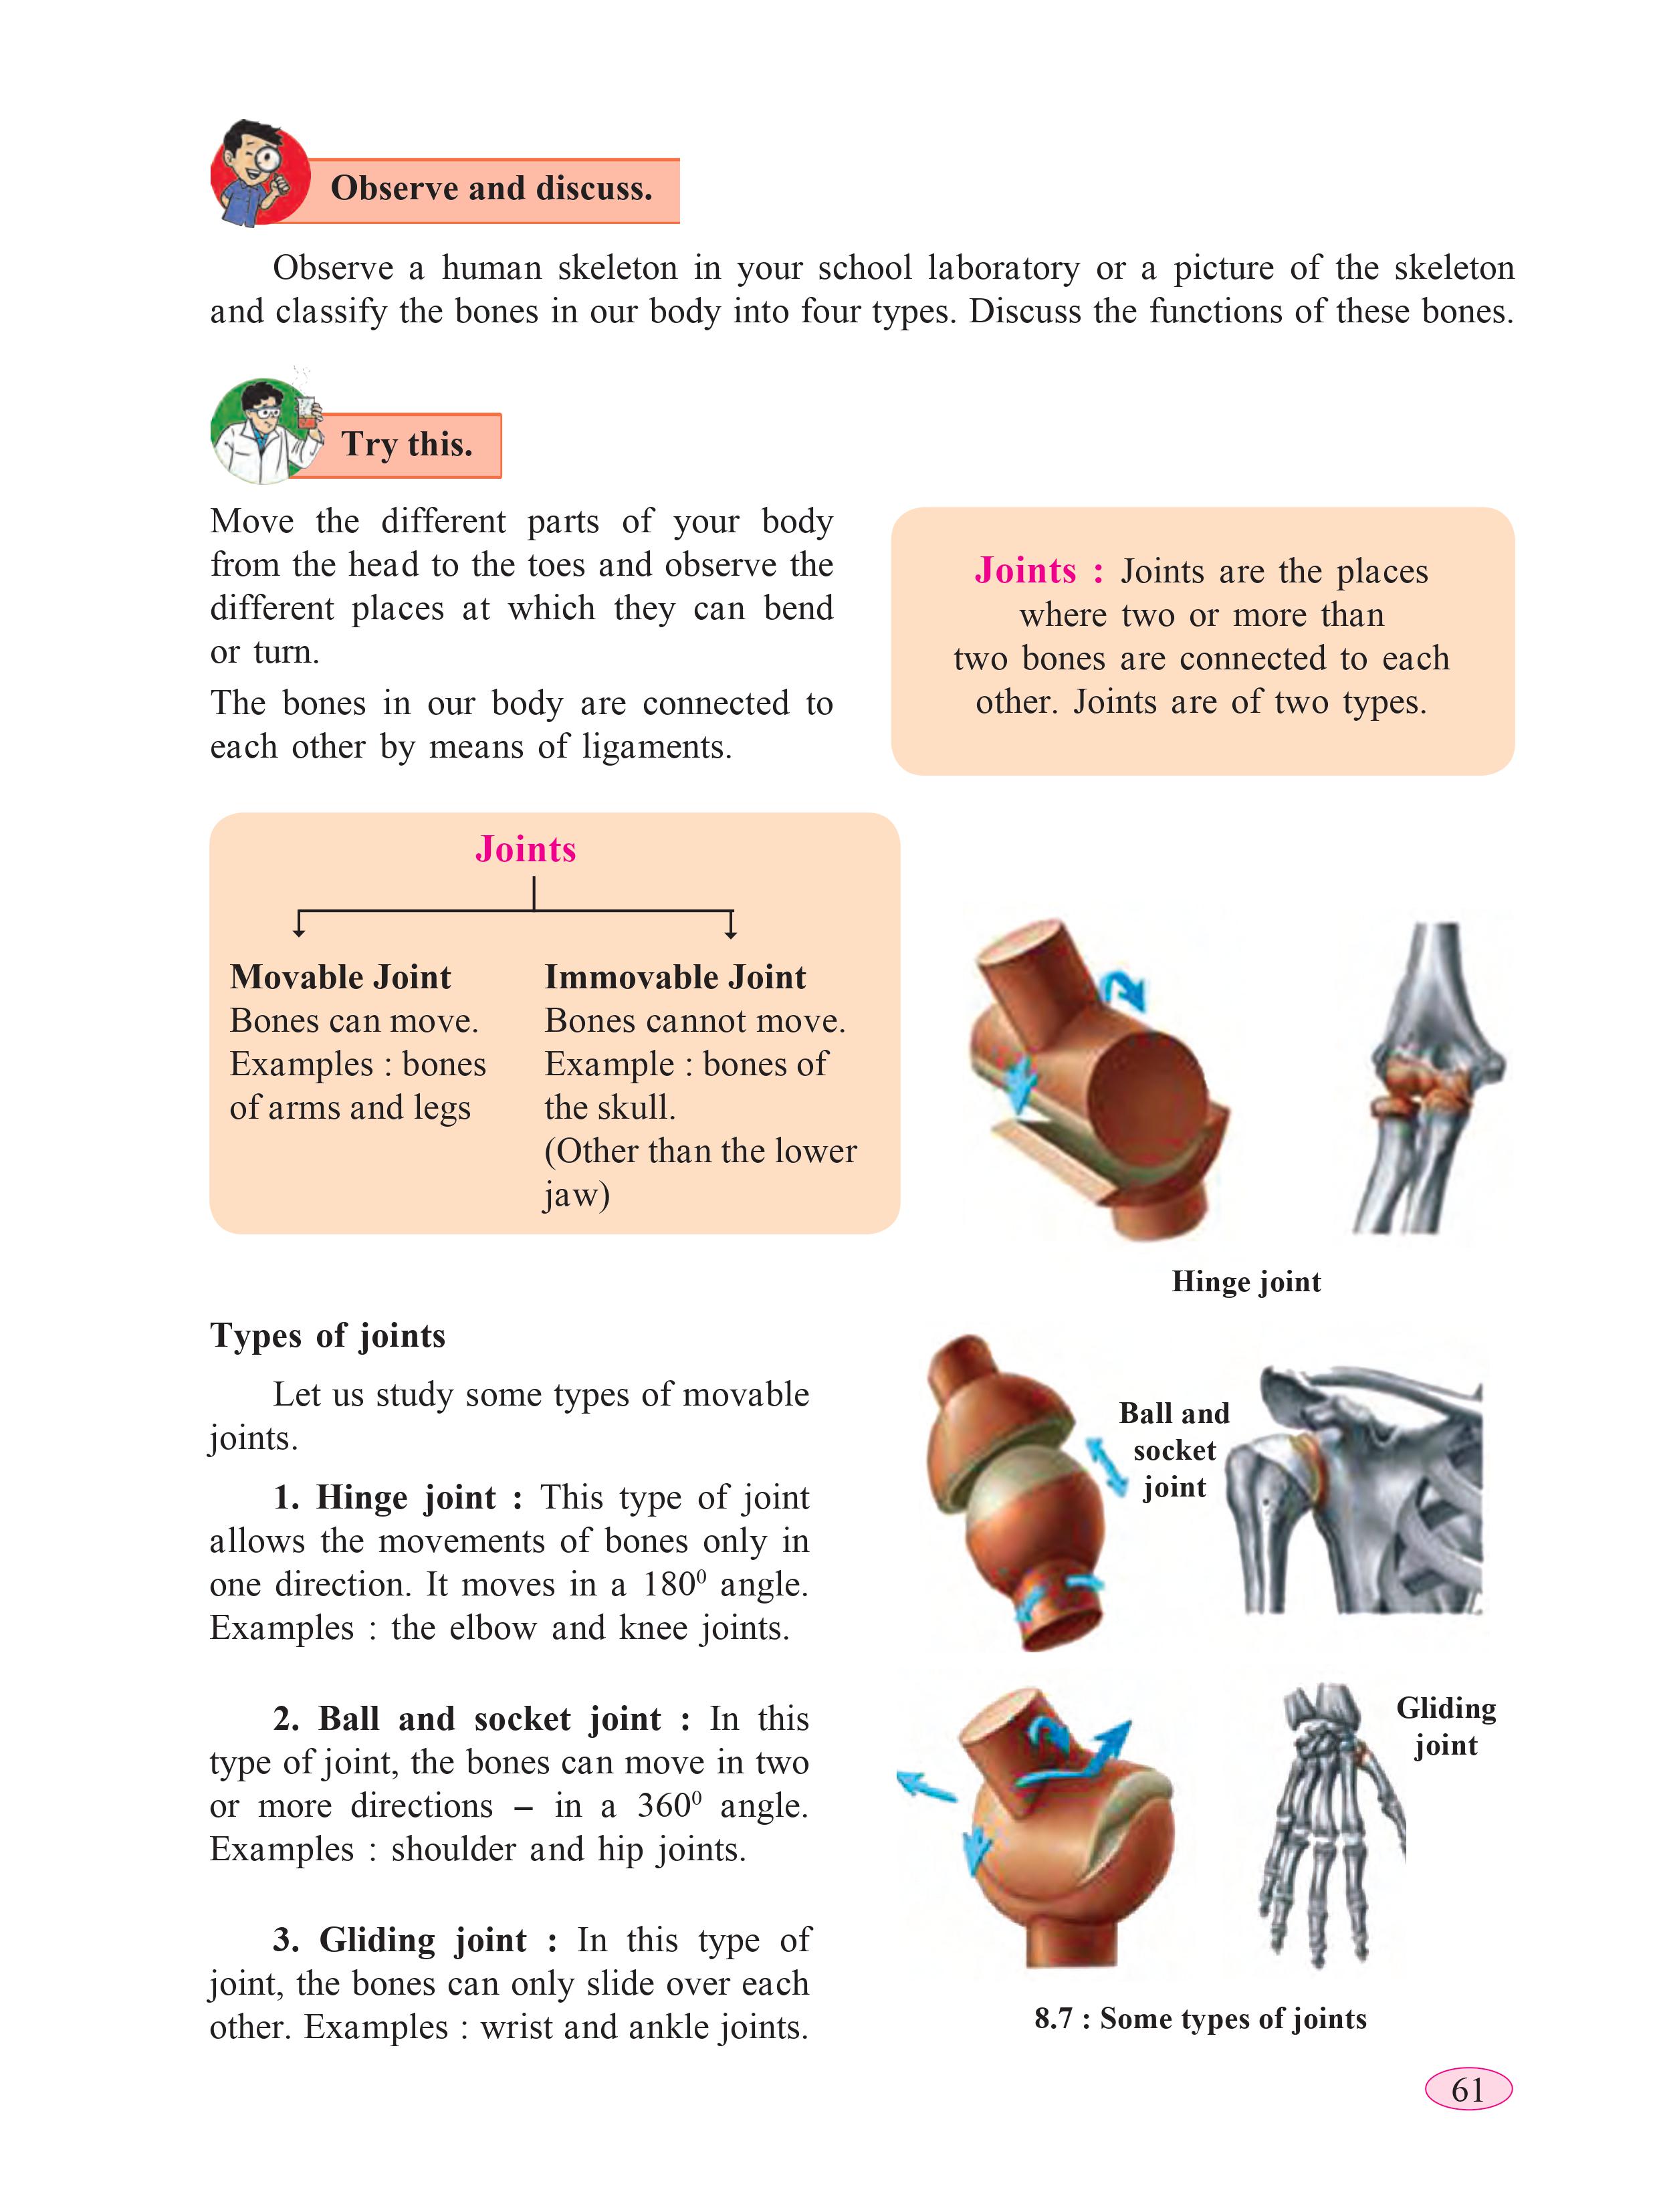 Observe and discuss.
Observe a human skeleton in your school laboratory or a picture of the skeleton
and classify the bones in our body into four types. Discuss the functions of these bones.
Try this.
Move the different parts of your body
from the head to the toes and observe the
different places at which they can bend
or turn.
The bones in our body are connected to
each other by means of ligaments.
Joints : Joints are the places
where two or more than
two bones are connected to each
other. Joints are of two types.
Joints
Movable Joint
Bones can move.
Examples : bones
of arms and legs
Immovable Joint
Bones cannot move.
Example : bones of
the skull.
(Other than the lower
jaw)
Hinge joint
Types of joints
Let us study some types of movable
joints.
1. Hinge joint : This type of joint
allows the movements of bones only in
one direction. It moves in a 180⁰ angle.
Examples : the elbow and knee joints.
2. Ball and socket joint : In this
type of joint, the bones can move in two
or more directions – in a 360⁰ angle.
Examples : shoulder and hip joints.
3. Gliding joint : In this type of
joint, the bones can only slide over each
other. Examples : wrist and ankle joints.
Ball and
socket
joint
Gliding
joint
8.7 : Some types of joints
61